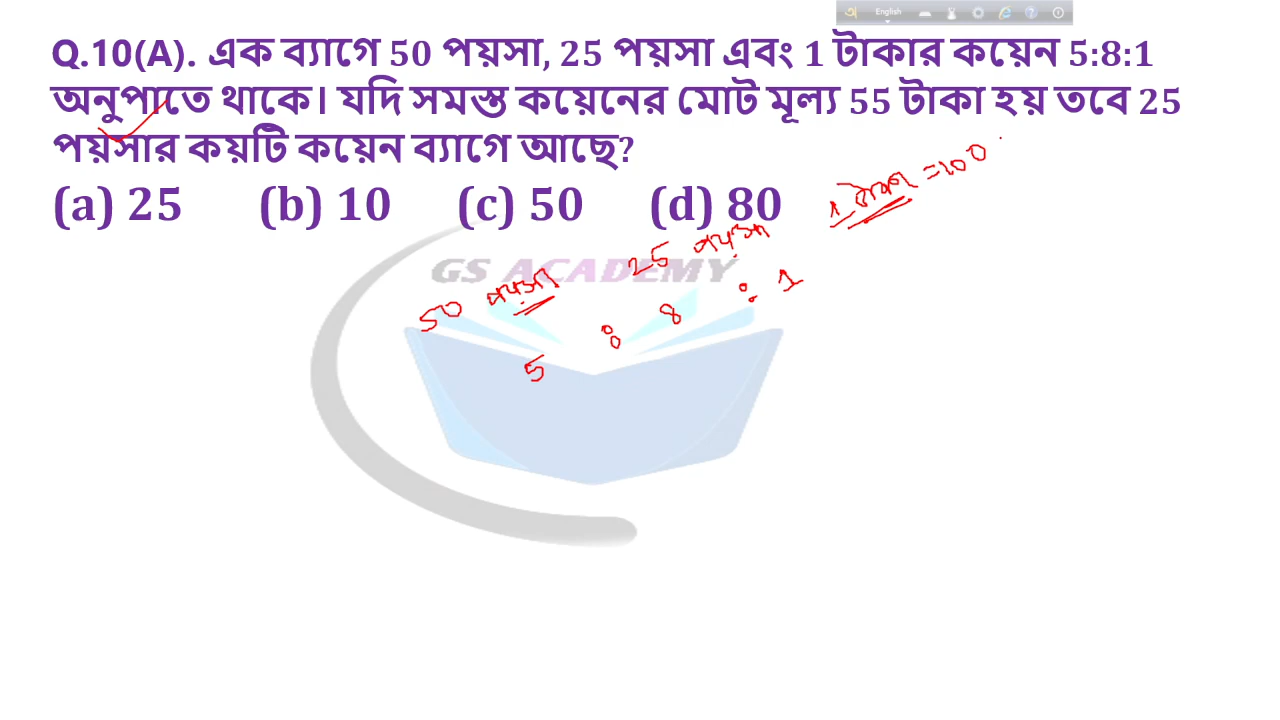 English
Q.10(A). এক ব্যাগে 50 পয়সা, 25 পয়সা এবং 1 টাকার কয়েন 5:8:1
অনুপাতে থাকে। যদি সমস্ত কয়েনের মোট মূল্য 55 টাকা হয় তবে 25
পয়সার কয়টি কয়েন ব্যাগে আছে?
(a) 25 (b) 10 (c) 50 (d) 80
1 টাকা = 100
50 পয়সা 25 পয়সা
5 : 8 : 1
GS ACADEMY